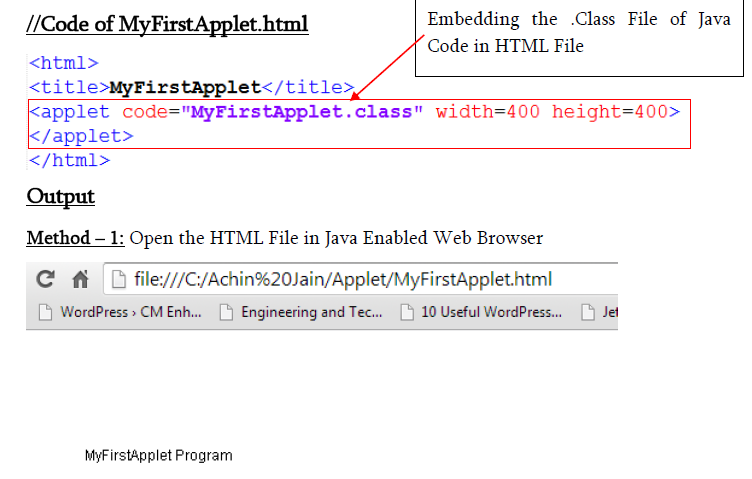 //Code of MyFirstApplet.html
Embedding the .Class File of Java
Code in HTML File
<html>
<title>MyFirstApplet</title>
<applet code="MyFirstApplet.class" width=400 height=400>
</applet>
</html>
Output
Method – 1: Open the HTML File in Java Enabled Web Browser
file:///C:/Achin%20Jain/Applet/MyFirstApplet.html
WordPress › CM Enh... Engineering and Tec... 10 Useful WordPress... Jet
MyFirstApplet Program